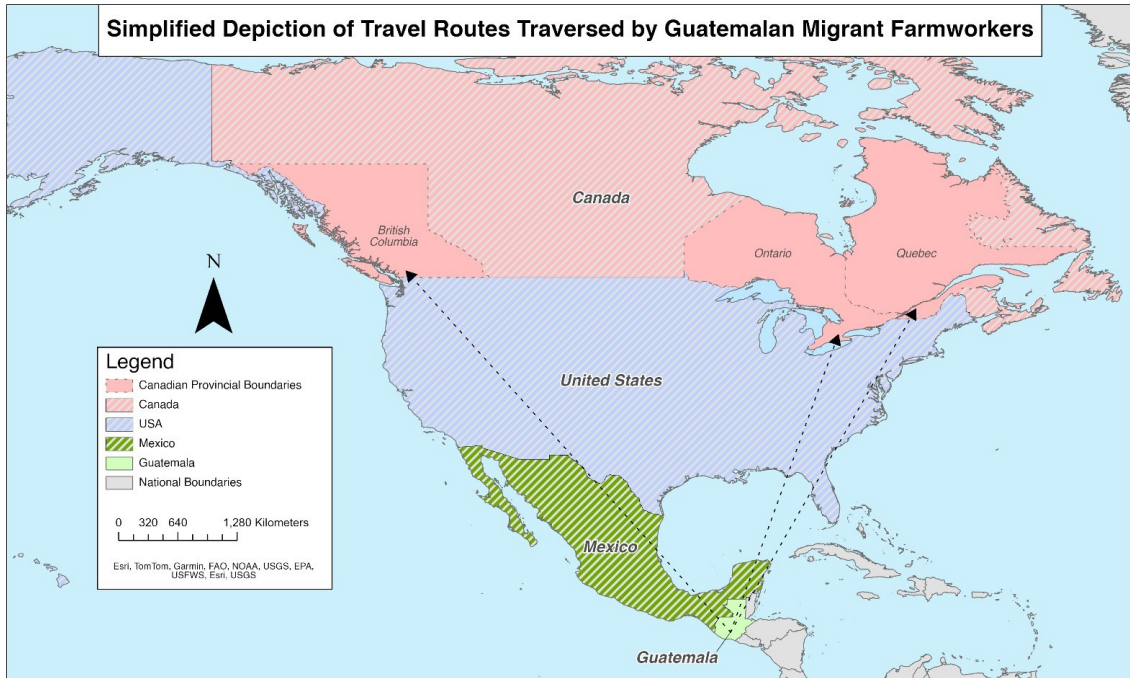 Simplified Depiction of Travel Routes Traversed by Guatemalan Migrant Farmworkers
Canada
British
Columbia
Ontario
Quebec
N
United States
Legend
Canadian Provincial Boundaries
Canada
USA
Mexico
Guatemala
National Boundaries
0 320 640 1,280 Kilometers
Esri, TomTom, Garmin, FAO, NOAA, USGS, EPA,
USFWS, Esri, USGS
Mexico
Guatemala